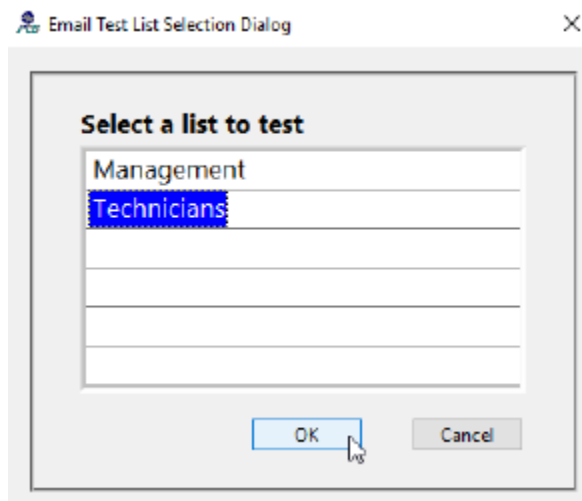 Email Test List Selection Dialog
Select a list to test
Management
Technicians
OK Cancel